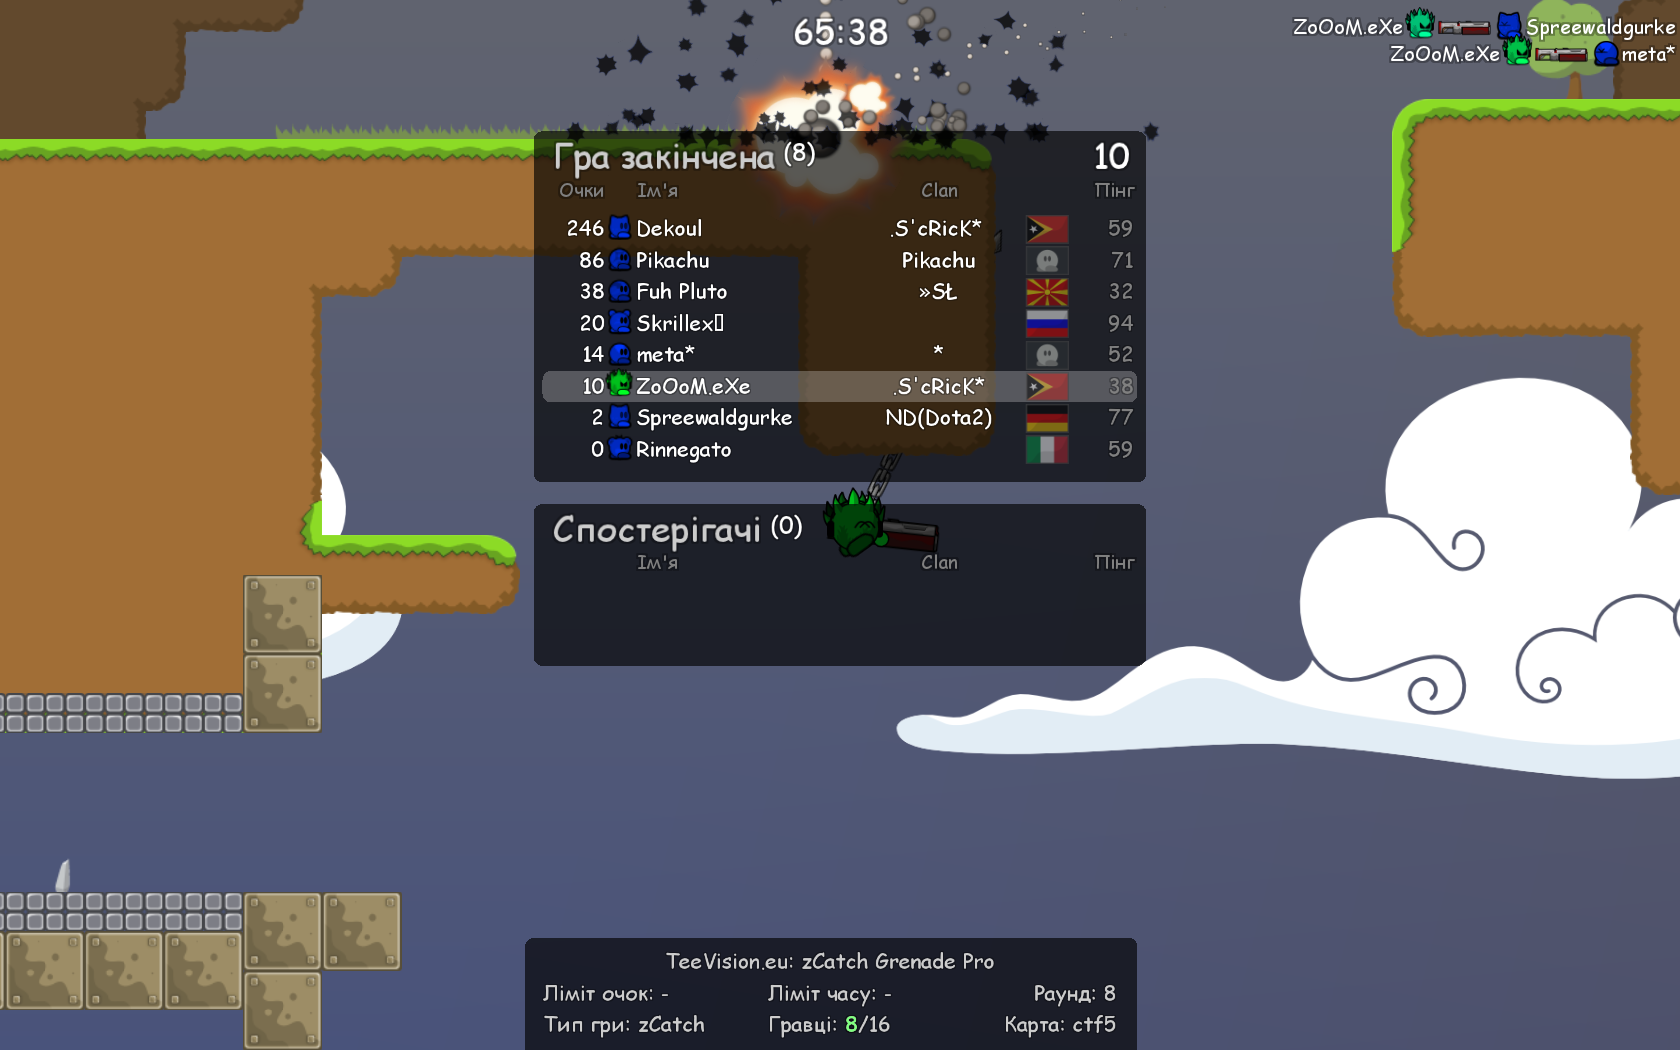 65:38
ZoOoM.eXe Spreewaldgurke
ZoOoM.eXe meta*
Гра закінчена (8) 10
Очки Ім'я Clan Пінг
246 Dekoul .S'cRicK* 59
86 Pikachu Pikachu 71
38 Fuh Pluto »SŁ 32
20 Skrillex 94
14 meta* * 52
10 ZoOoM.eXe .S'cRicK* 38
2 Spreewaldgurke ND(Dota2) 77
0 Rinnegato 59
Спостерігачі (0)
Ім'я Clan Пінг
TeeVision.eu: zCatch Grenade Pro
Ліміт очок: - Ліміт часу: - Раунд: 8
Тип гри: zCatch Гравці: 8/16 Карта: ctf5